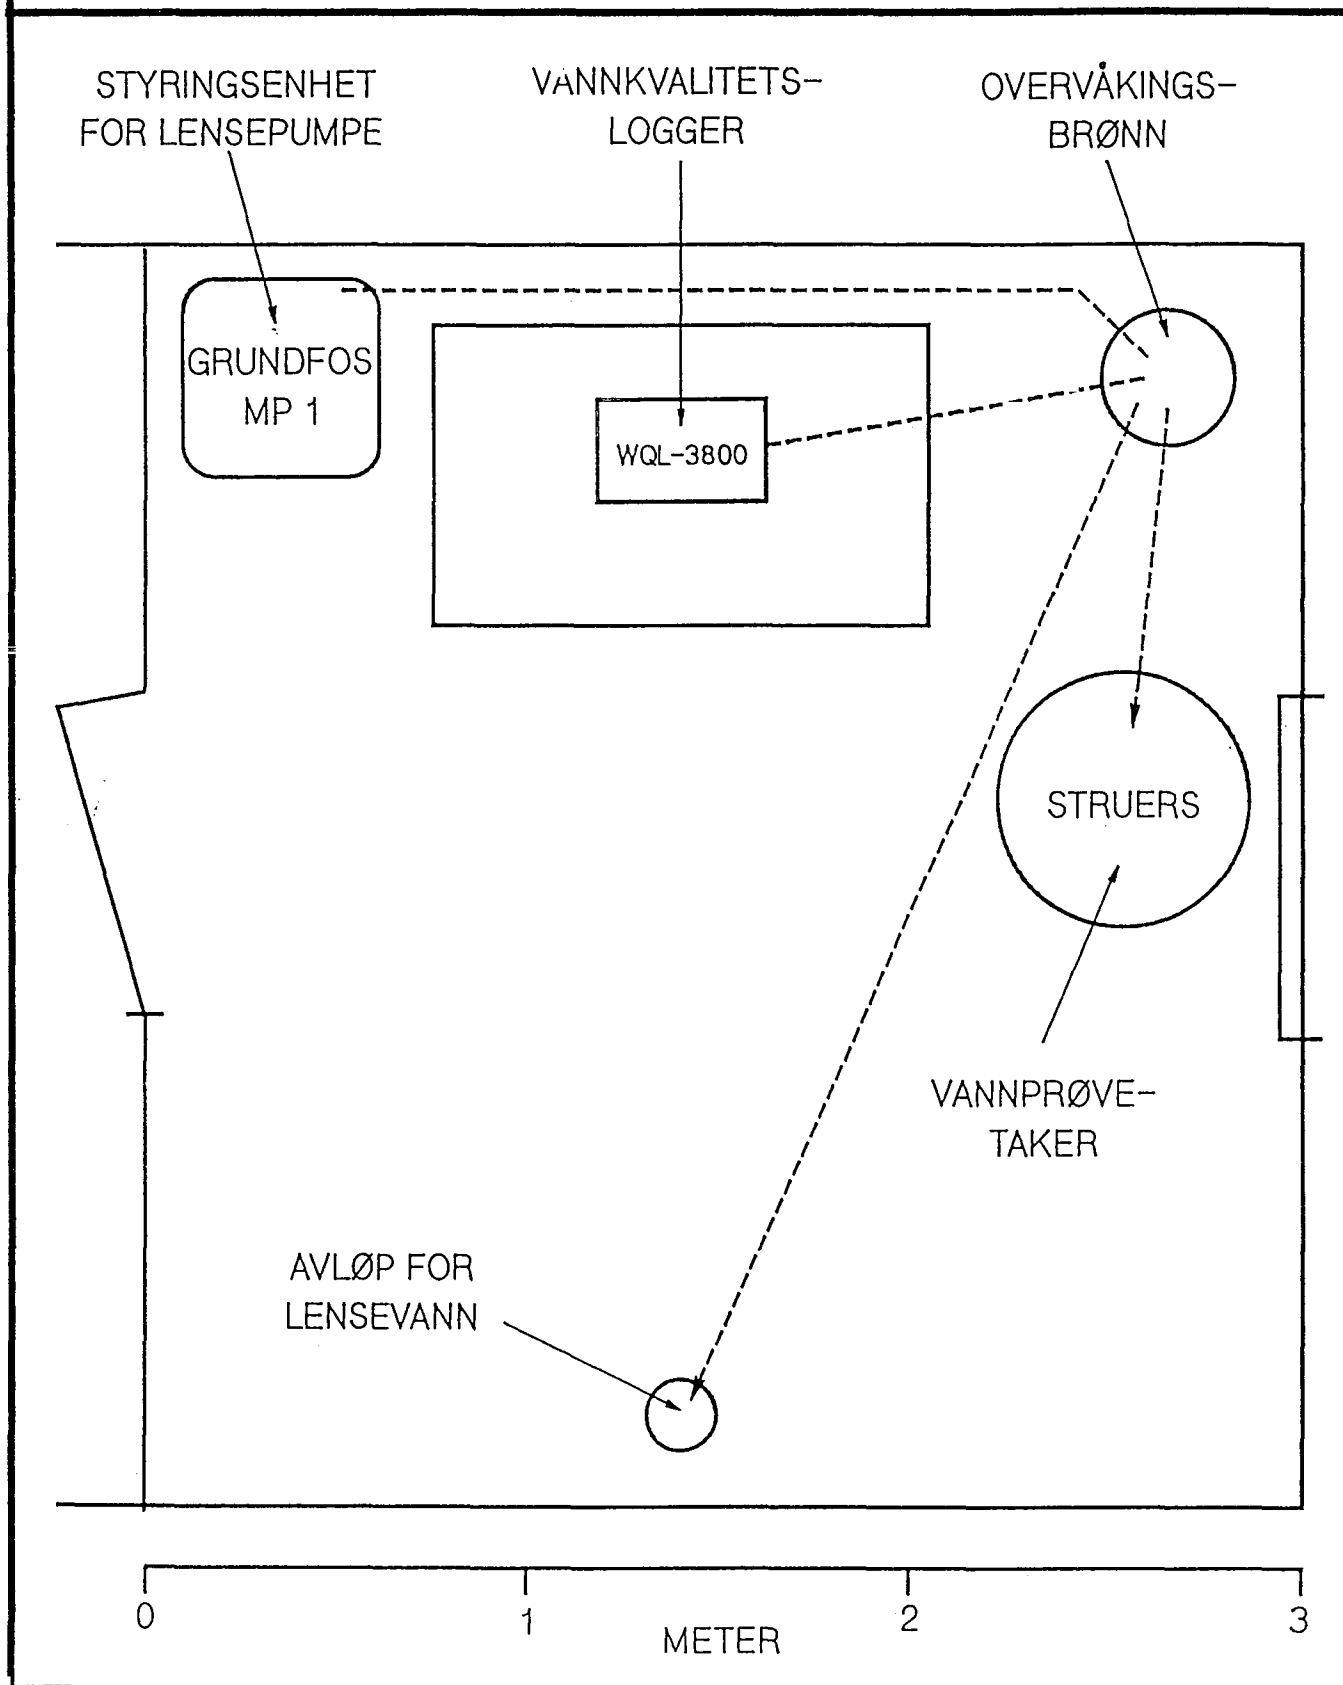 STYRINGSENHET
FOR LENSEPUMPE
VANNKVALITETS-
LOGGER
OVERVÅKINGS-
BRØNN
GRUNDFOS
MP 1
WQL-3800
STRUERS
VANNPRØVE-
TAKER
AVLØP FOR
LENSEVANN
0 1 2 3
METER